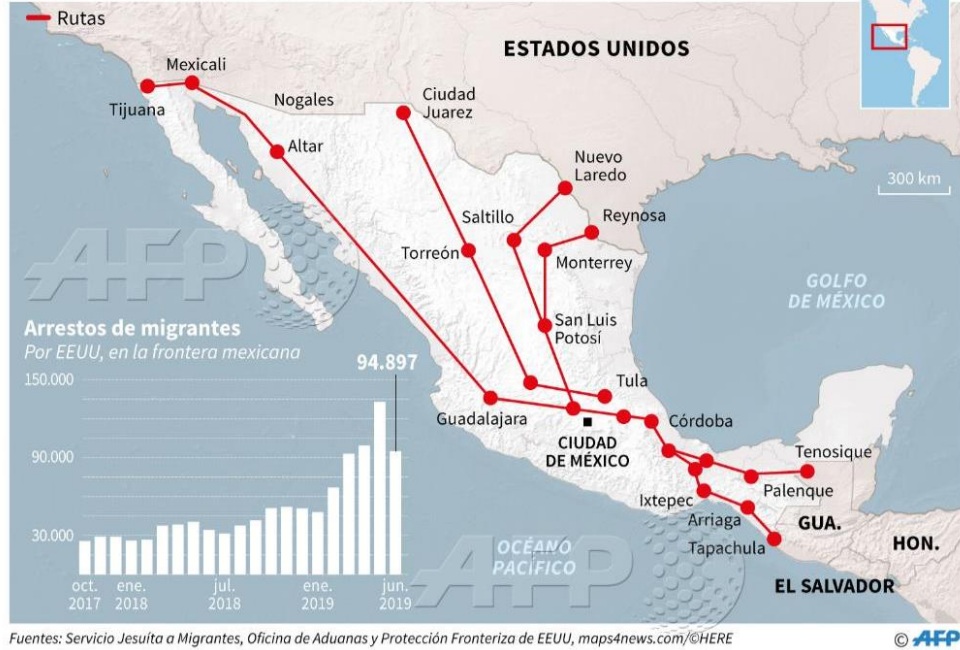 Rutas
ESTADOS UNIDOS
Mexicali
Tijuana
Nogales
Ciudad
Juarez
Altar
Nuevo
Laredo
300 km
Saltillo
Reynosa
Torreón
Monterrey
GOLFO
DE MÉXICO
AFP
San Luis
Potosí
Arrestos de migrantes
Por EEUU, en la frontera mexicana
94.897
150.000
90.000
30.000
oct.
2017
ene.
2018
jul.
2018
ene.
2019
jun.
2019
Tula
Guadalajara
Córdoba
CIUDAD
DE MÉXICO
Tenosique
Palenque
Ixtepec
Arriaga
GUA.
Tapachula
HON.
OCÉANO
PACÍFICO
AFP
EL SALVADOR
Fuentes: Servicio Jesuíta a Migrantes, Oficina de Aduanas y Protección Fronteriza de EEUU, maps4news.com/©HERE
© AFP